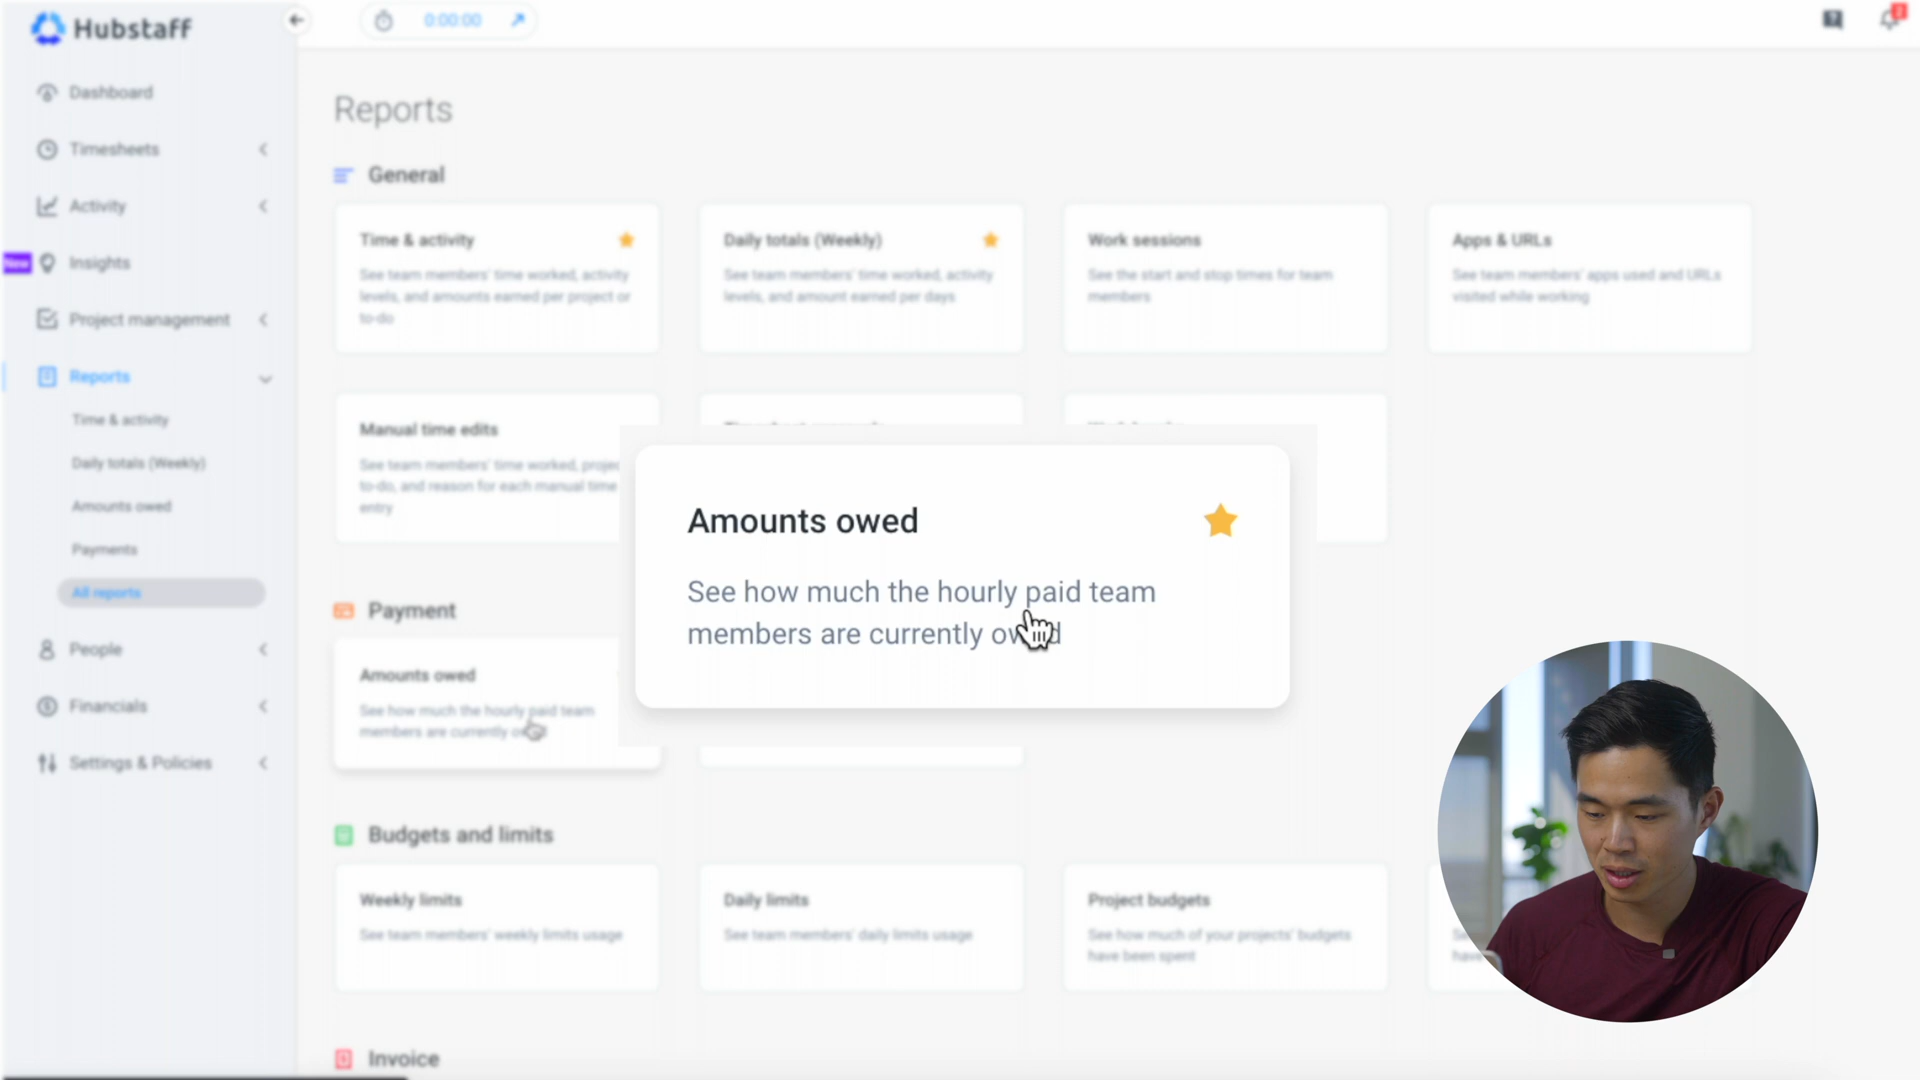 Hubstaff
0:00:00
2
Dashboard
Timesheets
Activity
New
Insights
Project management
Reports
Time & activity
Daily totals (Weekly)
Amounts owed
Payments
All reports
People
Financials
Settings & Policies
Reports
General
Time & activity
See team members' time worked, activity
levels, and amounts earned per project or
to-do
Daily totals (Weekly)
See team members' time worked, activity
levels, and amount earned per days
Work sessions
See the start and stop times for team
members
Apps & URLs
See team members' apps used and URLs
visited while working
Manual time edits
See team members' time worked,
to-do, and reason for each manual time
entry
Amounts owed
See how much the hourly paid team
members are currently
Payment
Amounts owed
See how much the hourly paid team
members are currently
Budgets and limits
Weekly limits
See team members' weekly limits usage
Daily limits
See team members' daily limits usage
Project budgets
See how much of your projects' budgets
have been spent
have
Invoice